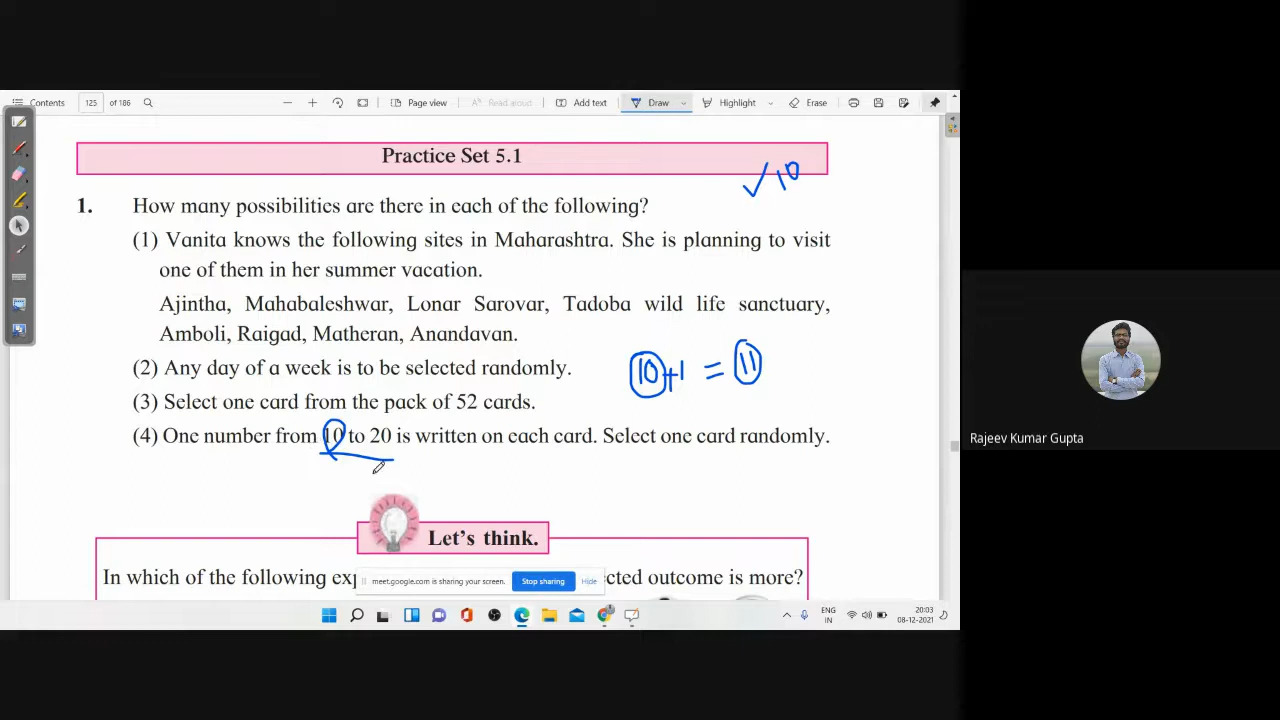 Contents 125 of 186 Page view Read aloud Add text Draw Highlight Erase
Practice Set 5.1
✓10
1. How many possibilities are there in each of the following?
(1) Vanita knows the following sites in Maharashtra. She is planning to visit
one of them in her summer vacation.
Ajintha, Mahabaleshwar, Lonar Sarovar, Tadoba wild life sanctuary,
Amboli, Raigad, Matheran, Anandavan.
(2) Any day of a week is to be selected randomly.
10+1 = 11
(3) Select one card from the pack of 52 cards.
(4) One number from 10 to 20 is written on each card. Select one card randomly.
Rajeev Kumar Gupta
Let's think.
In which of the following exp
ected outcome is more?
meet.google.com is sharing your screen. Stop sharing Hide
ENG
IN
20:03
08-12-2021